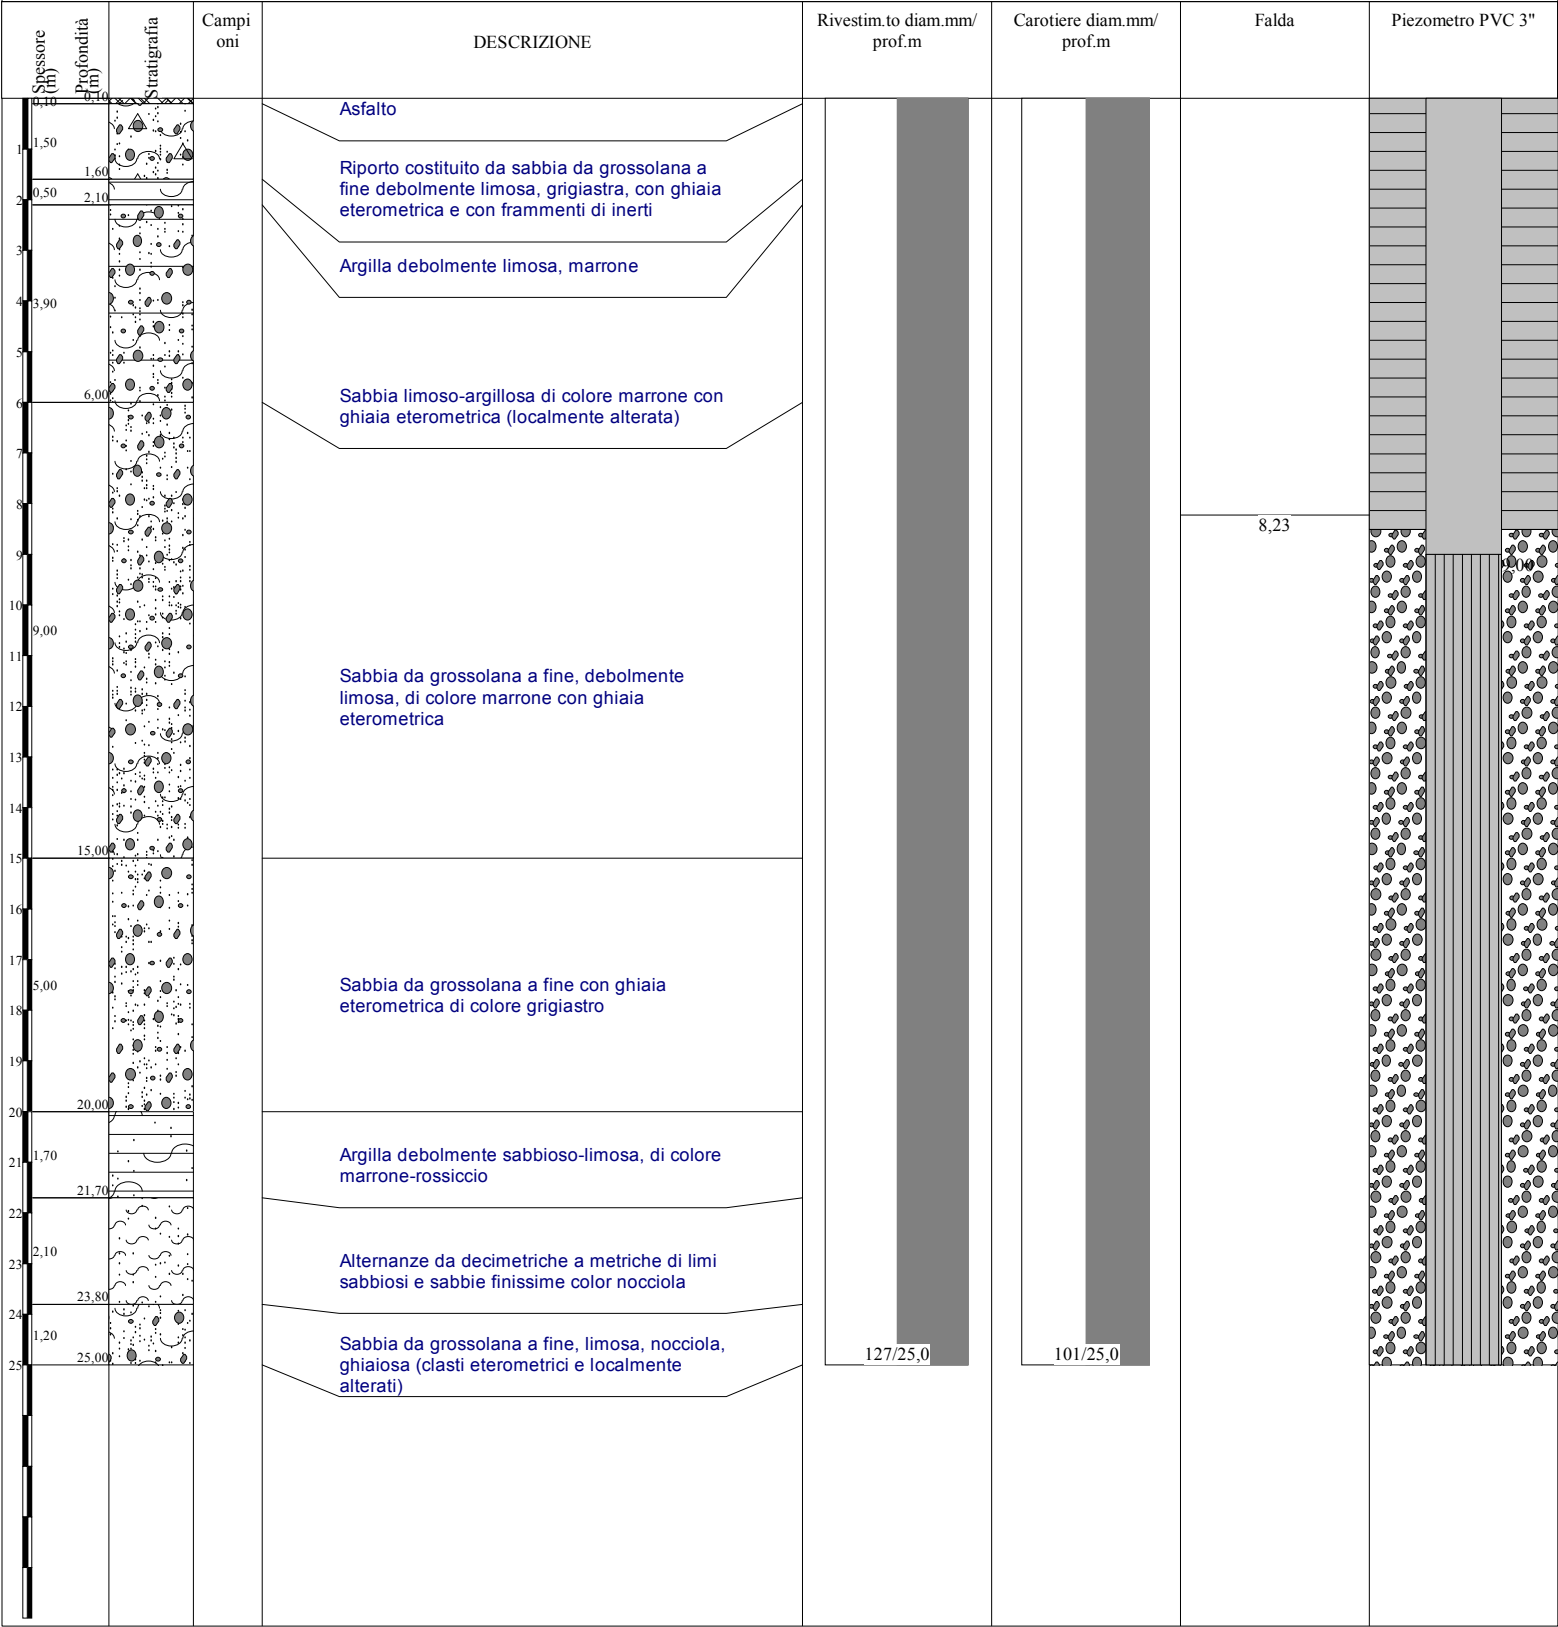 Spessore
(m)
Profondità
(m)
Stratigrafia
Campi
oni
DESCRIZIONE
Rivestim.to diam.mm/
prof.m
Carotiere diam.mm/
prof.m
Falda
Piezometro PVC 3"
0,10
0,10
Asfalto
1
1,50
1,60
Riporto costituito da sabbia da grossolana a
fine debolmente limosa, grigiastra, con ghiaia
eterometrica e con frammenti di inerti
0,50
2,10
2
Argilla debolmente limosa, marrone
3
4
3,90
5
6,00
6
Sabbia limoso-argillosa di colore marrone con
ghiaia eterometrica (localmente alterata)
7
8
8,23
9
9,00
10
9,00
11
Sabbia da grossolana a fine, debolmente
limosa, di colore marrone con ghiaia
eterometrica
12
13
14
15,00
15
16
17
5,00
Sabbia da grossolana a fine con ghiaia
eterometrica di colore grigiastro
18
19
20,00
20
1,70
21
Argilla debolmente sabbioso-limosa, di colore
marrone-rossiccio
21,70
22
2,10
23
Alternanze da decimetriche a metriche di limi
sabbiosi e sabbie finissime color nocciola
23,80
24
1,20
Sabbia da grossolana a fine, limosa, nocciola,
ghiaiosa (clasti eterometrici e localmente
alterati)
25,00
25
127/25,0
101/25,0